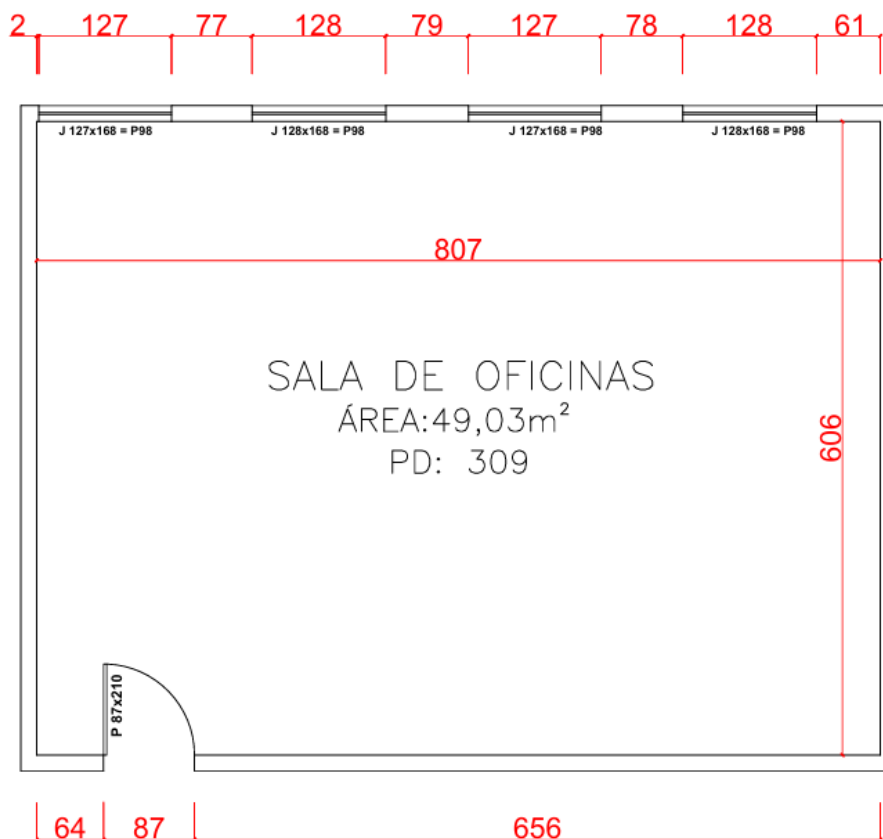 2 127 77 128 79 127 78 128 61
J 127x168 = P98 J 128x168 = P98 J 127x168 = P98 J 128x168 = P98
807
SALA DE OFICINAS
ÁREA:49,03m²
PD: 309
606
P 87x210
64 87 656